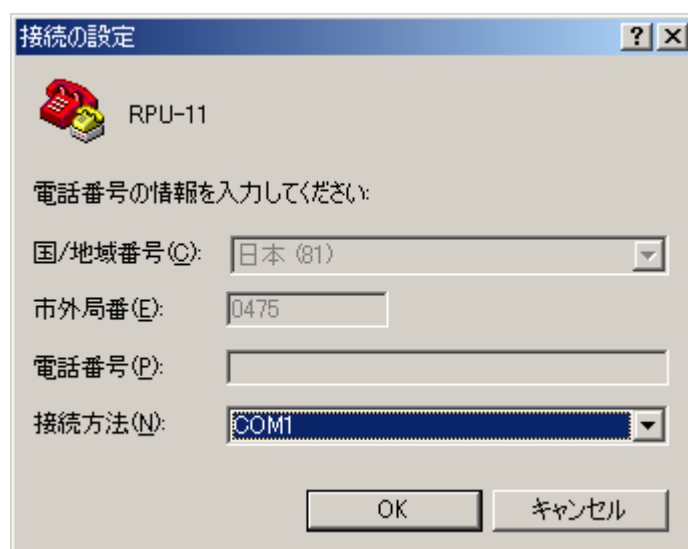 接続の設定
RPU-11
電話番号の情報を入力してください:
国/地域番号(C): 日本 (81)
市外局番(E): 0475
電話番号(P):
接続方法(N): COM1
OK キャンセル